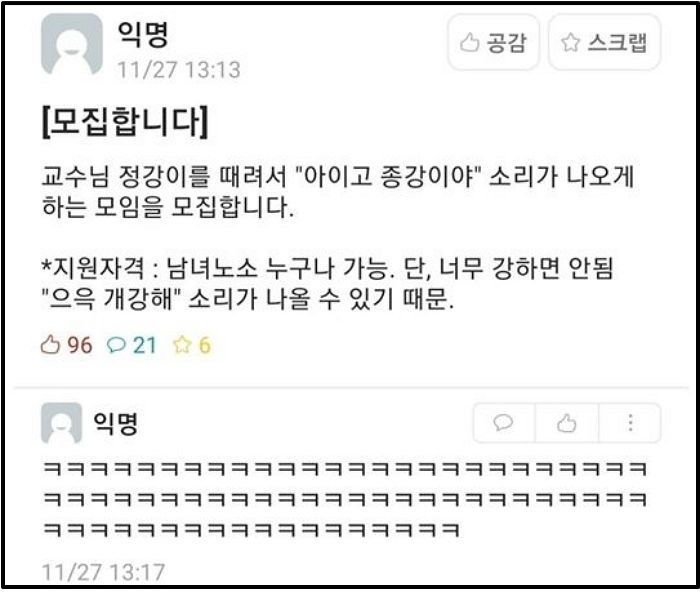 익명
11/27 13:13
공감
스크랩
[모집합니다]
교수님 정강이를 때려서 "아이고 종강이야" 소리가 나오게
하는 모임을 모집합니다.
*지원자격 : 남녀노소 누구나 가능. 단, 너무 강하면 안됨
"으윽 개강해" 소리가 나올 수 있기 때문.
96 21 6
익명
ㅋㅋㅋㅋㅋㅋㅋㅋㅋㅋㅋㅋㅋㅋㅋㅋㅋㅋㅋㅋㅋㅋㅋㅋㅋㅋ
ㅋㅋㅋㅋㅋㅋㅋㅋㅋㅋㅋㅋㅋㅋㅋㅋㅋㅋㅋㅋㅋㅋㅋㅋㅋㅋ
ㅋㅋㅋㅋㅋㅋㅋㅋㅋㅋㅋㅋㅋㅋㅋㅋㅋㅋ
11/27 13:17